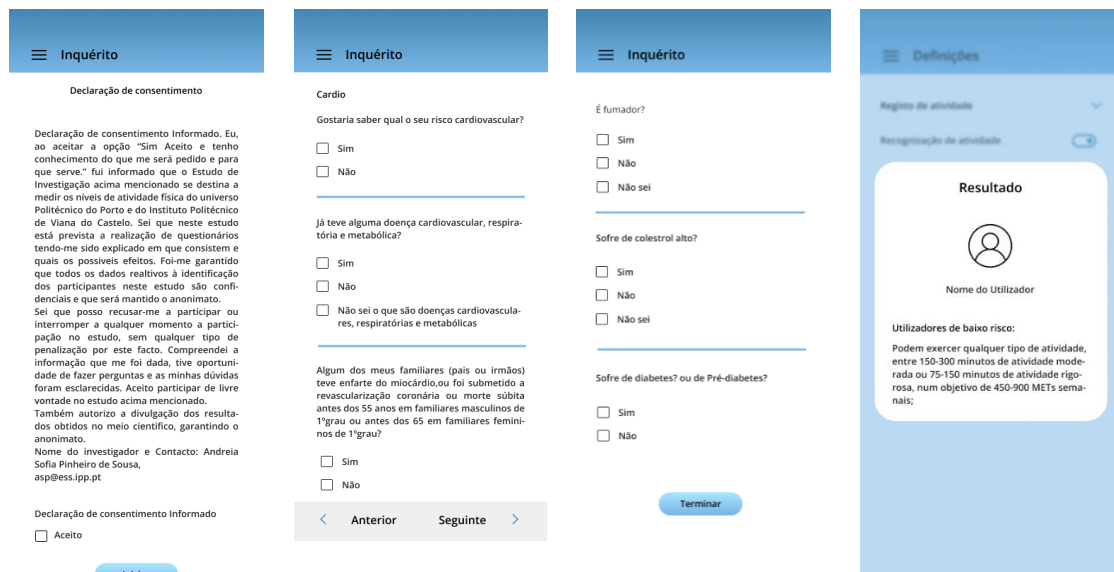 Inquérito
Declaração de consentimento
Declaração de consentimento Informado. Eu,
ao aceitar a opção “Sim Aceito e tenho
conhecimento do que me será pedido e para
que serve.” fui informado que o Estudo de
Investigação acima mencionado se destina a
medir os níveis de atividade física do universo
Politécnico do Porto e do Instituto Politécnico
de Viana do Castelo. Sei que neste estudo
está prevista a realização de questionários
tendo-me sido explicado em que consistem e
quais os possiveis efeitos. Foi-me garantido
que todos os dados realtivos à identificação
dos participantes neste estudo são confi-
denciais e que será mantido o anonimato.
Sei que posso recusar-me a participar ou
interromper a qualquer momento a partici-
pação no estudo, sem qualquer tipo de
penalização por este facto. Compreendei a
informação que me foi dada, tive oportuni-
dade de fazer perguntas e as minhas dúvidas
foram esclarecidas. Aceito participar de livre
vontade no estudo acima mencionado.
Também autorizo a divulgação dos resulta-
dos obtidos no meio cientifico, garantindo o
anonimato.
Nome do investigador e Contacto: Andreia
Sofia Pinheiro de Sousa,
asp@ess.ipp.pt
Declaração de consentimento Informado
Aceito
Inquérito
Cardio
Gostaria saber qual o seu risco cardiovascular?
Sim
Não
Já teve alguma doença cardiovascular, respira-
tória e metabólica?
Sim
Não
Não sei o que são doenças cardiovascula-
res, respiratórias e metabólicas
Algum dos meus familiares (pais ou irmãos)
teve enfarte do miocárdio,ou foi submetido a
revascularização coronária ou morte súbita
antes dos 55 anos em familiares masculinos de
1ºgrau ou antes dos 65 em familiares femini-
nos de 1ºgrau?
Sim
Não
Anterior Seguinte
Inquérito
É fumador?
Sim
Não
Não sei
Sofre de colestrol alto?
Sim
Não
Não sei
Sofre de diabetes? ou de Pré-diabetes?
Sim
Não
Terminar
Definições
Registo de atividade
Recognização de atividade
Resultado
Nome do Utilizador
Utilizadores de baixo risco:
Podem exercer qualquer tipo de atividade,
entre 150-300 minutos de atividade mode-
rada ou 75-150 minutos de atividade rigo-
rosa, num objetivo de 450-900 METs sema-
nais;